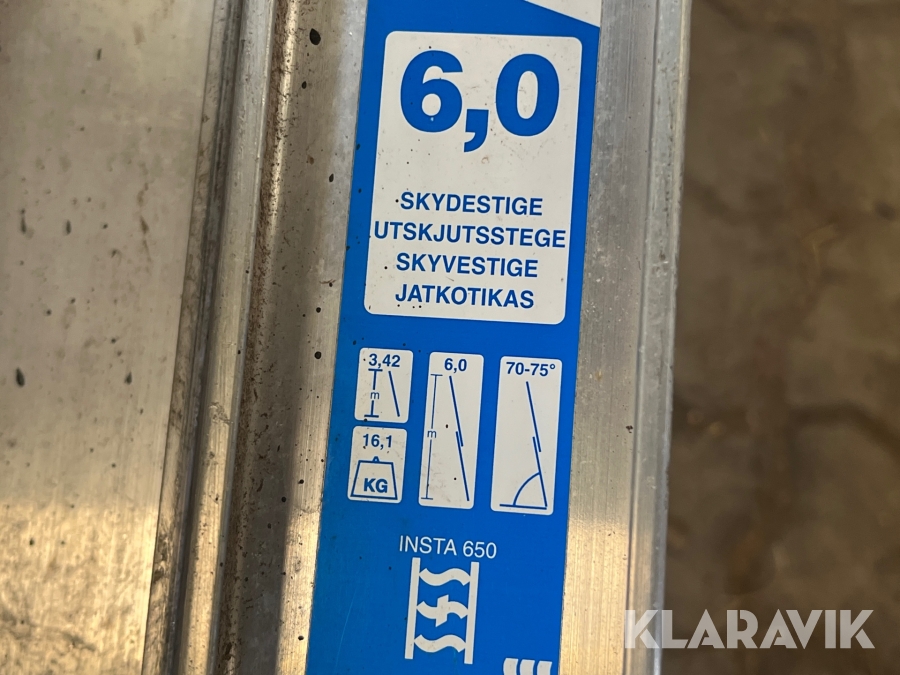 6,0
SKYDESTIGE
UTSKJUTSSTEGE
SKYVESTIGE
JATKOTIKAS
3,42
m
6,0
m
70-75°
16,1
KG
INSTA 650
KLARAVIK